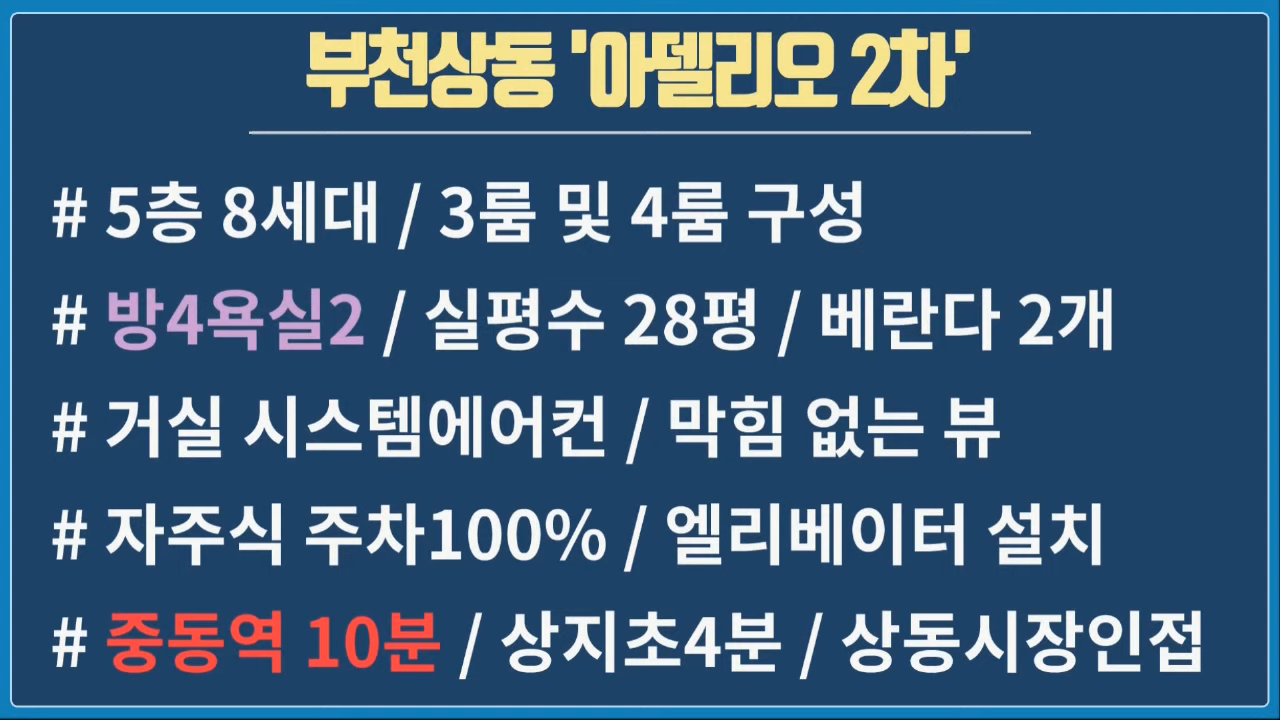 부천상동 '아델리오 2차'
# 5층 8세대 / 3룸 및 4룸 구성
# 방4욕실2 / 실평수 28평 / 베란다 2개
# 거실 시스템에어컨 / 막힘 없는 뷰
# 자주식 주차100% / 엘리베이터 설치
# 중동역 10분 / 상지초4분 / 상동시장인접